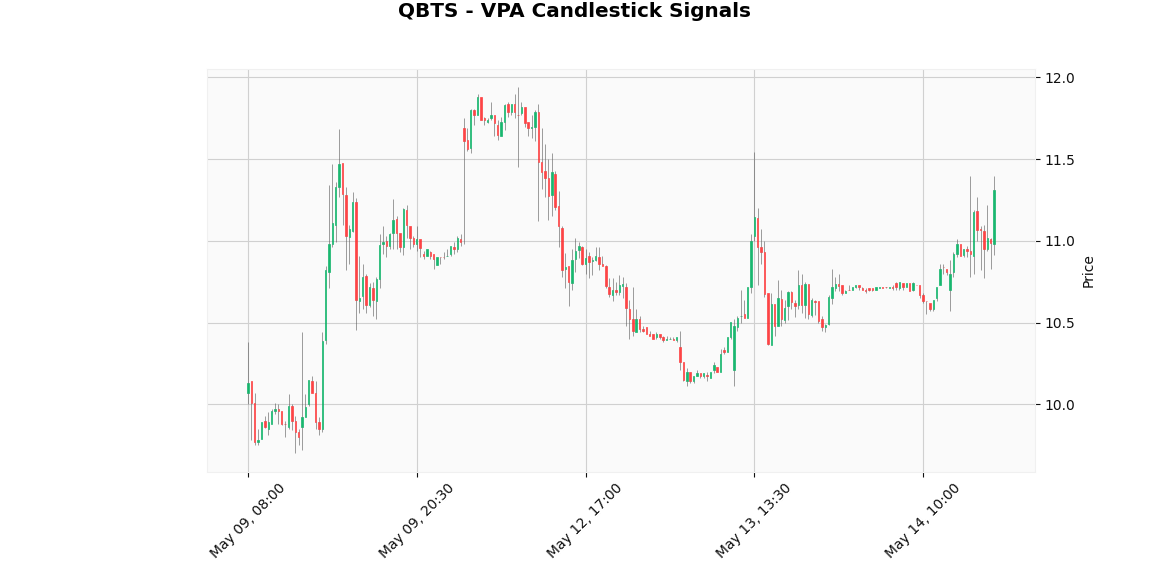 QBTS - VPA Candlestick Signals
12.0
11.5
11.0
10.5
10.0
Price
May 09, 08:00
May 09, 20:30
May 12, 17:00
May 13, 13:30
May 14, 10:00